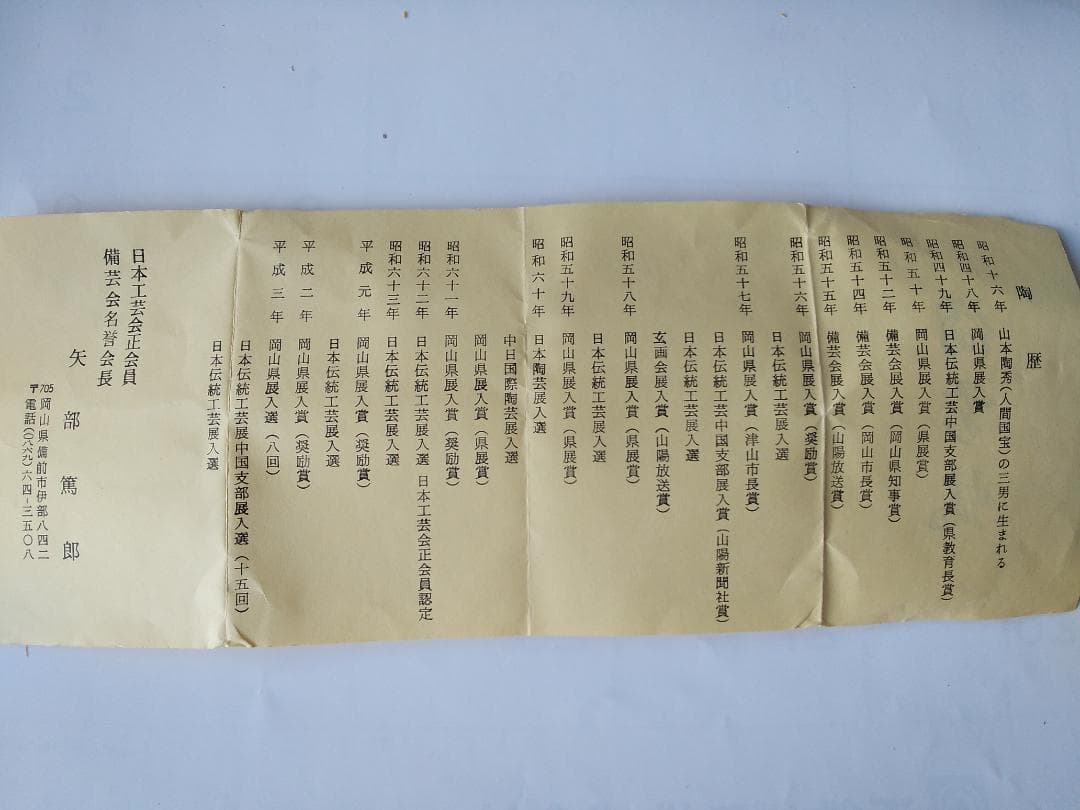 陶歴
昭和十六年 山本陶秀(人間国宝)の三男に生まれる
昭和四十八年 岡山県展入賞
昭和四十九年 日本伝統工芸中国支部展入賞(県教育長賞)
昭和五十年 岡山県展入賞(県展賞)
昭和五十二年 備芸会展入賞(岡山県知事賞)
昭和五十四年 備芸会展入賞(岡山市長賞)
昭和五十五年 備芸会展入賞(山陽放送賞)
昭和五十六年 岡山県展入賞(奨励賞)
日本伝統工芸展入選
昭和五十七年 岡山県展入賞(津山市長賞)
日本伝統工芸中国支部展入賞(山陽新聞社賞)
日本伝統工芸展入選
玄画会展入賞(山陽放送賞)
昭和五十八年 岡山県展入賞(県展賞)
日本伝統工芸展入選
昭和五十九年 岡山県展入賞(県展賞)
昭和六十年 日本陶芸展入選
中日国際陶芸展入選
岡山県展入賞(県展賞)
昭和六十一年 岡山県展入賞(奨励賞)
昭和六十二年 日本伝統工芸展入選 日本工芸会正会員認定
昭和六十三年 日本伝統工芸展入選
平成元年 岡山県展入賞(奨励賞)
日本伝統工芸展入選
平成二年 岡山県展入賞(奨励賞)
平成三年 岡山県展入選(八回)
日本伝統工芸展中国支部展入選(十五回)
日本伝統工芸展入選
日本工芸会正会員
備芸会名誉会長
矢部篤郎
〒705 岡山県備前市伊部八四二
電話(〇八六九)六四-三五〇八